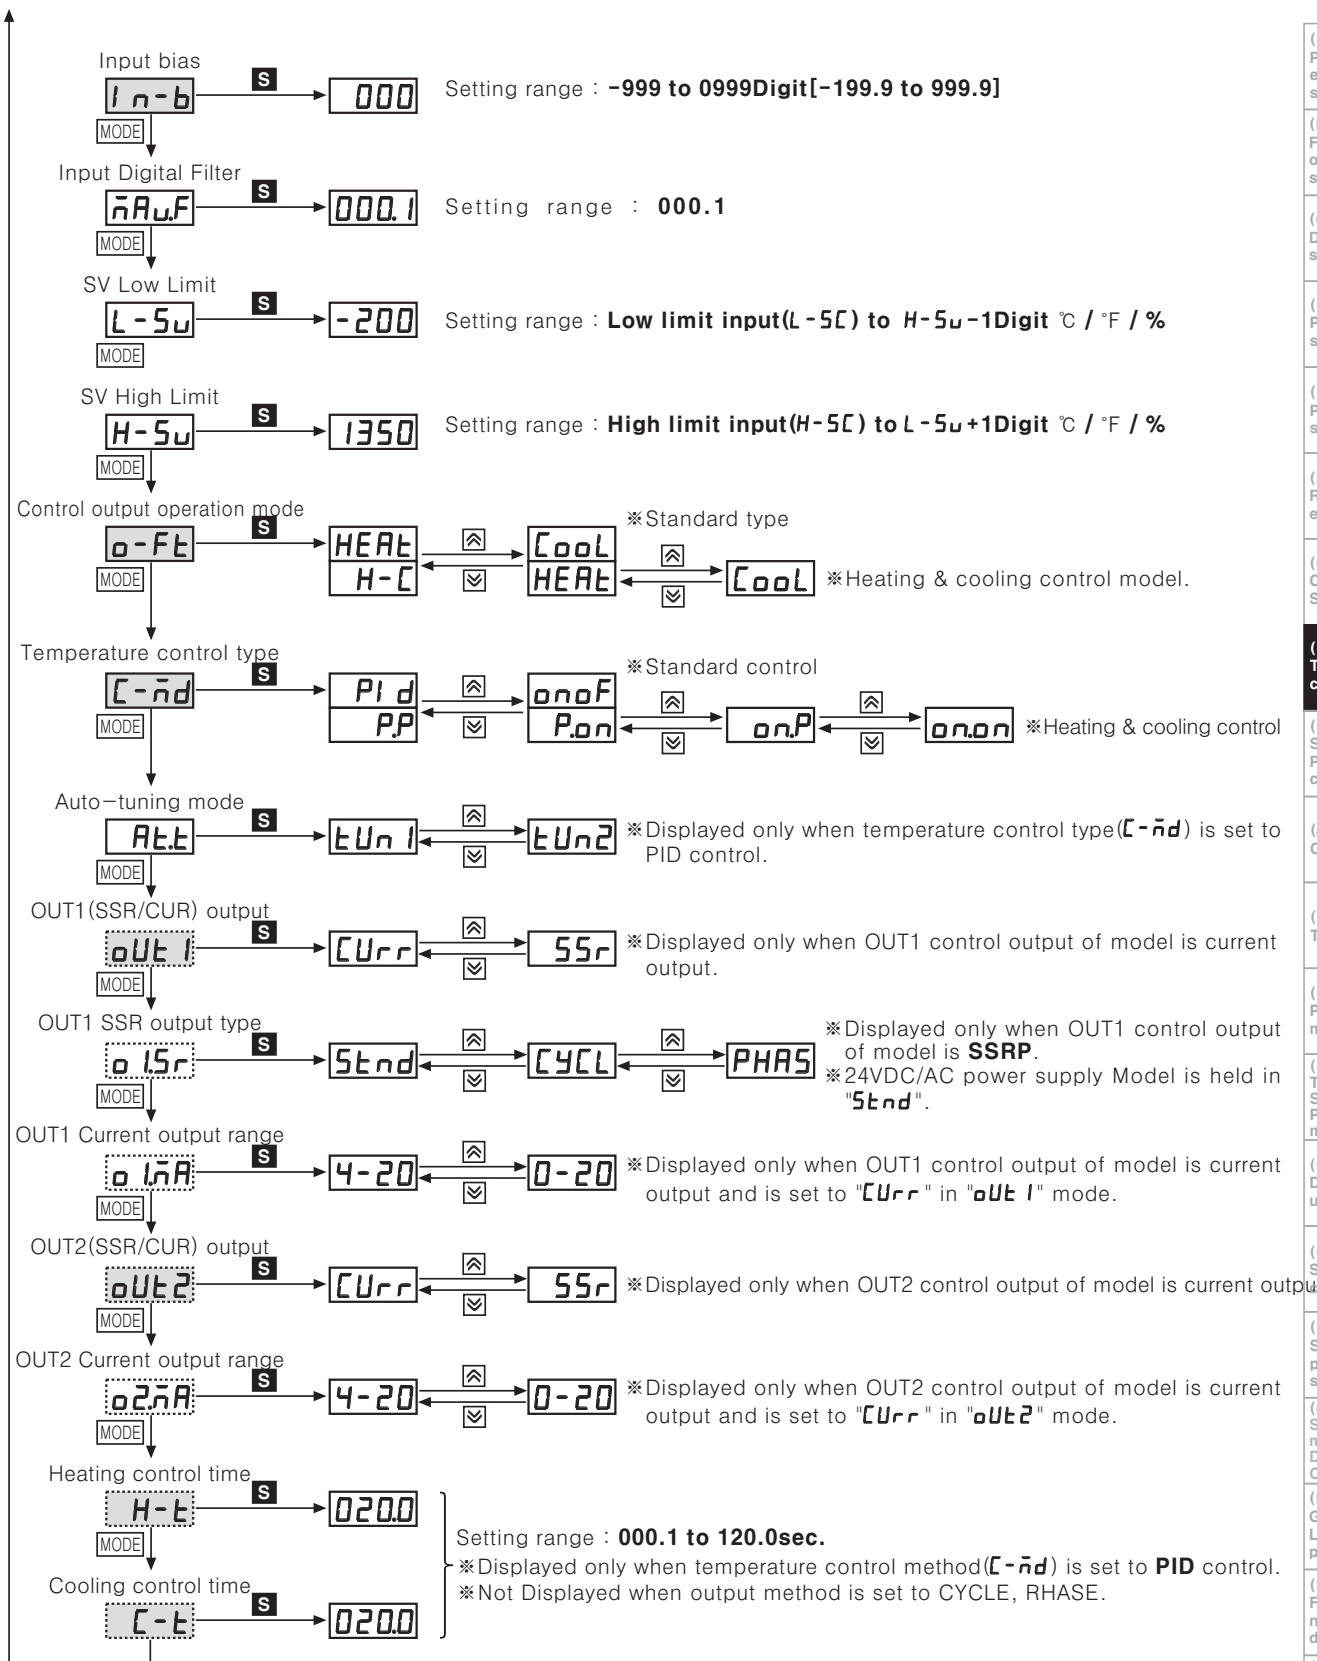 Input bias
In-b S 000 Setting range : -999 to 0999Digit[-199.9 to 999.9]
MODE
Input Digital Filter
mAu.F S 000.1 Setting range : 000.1
MODE
SV Low Limit
L-Su S -200 Setting range : Low limit input(L-SC) to H-Su-1Digit ℃ / ℉ / %
MODE
SV High Limit
H-Su S 1350 Setting range : High limit input(H-SC) to L-Su+1Digit ℃ / ℉ / %
MODE
Control output operation mode
※Standard type
o-Ft S HEAt CooL
H-C HEAt CooL ※Heating & cooling control model.
MODE
Temperature control type
※Standard control
C-md S PId onoF
P.P P.on on.P on.on ※Heating & cooling control
MODE
Auto-tuning mode
At.t S tUn1 tUn2 ※Displayed only when temperature control type(C-md) is set to
PID control.
MODE
OUT1(SSR/CUR) output
oUt1 S CUrr SSr ※Displayed only when OUT1 control output of model is current
output.
MODE
OUT1 SSR output type
o1.Sr S Stnd CYCL PHAS ※Displayed only when OUT1 control output
of model is SSRP.
※24VDC/AC power supply Model is held in
"Stnd".
MODE
OUT1 Current output range
o1.mA S 4-20 0-20 ※Displayed only when OUT1 control output of model is current
output and is set to "CUrr" in "oUt1" mode.
MODE
OUT2(SSR/CUR) output
oUt2 S CUrr SSr ※Displayed only when OUT2 control output of model is current outpu
MODE
OUT2 Current output range
o2.mA S 4-20 0-20 ※Displayed only when OUT2 control output of model is current
output and is set to "CUrr" in "oUt2" mode.
MODE
Heating control time
H-t S 020.0
MODE
Setting range : 000.1 to 120.0sec.
※Displayed only when temperature control method(C-md) is set to PID control.
※Not Displayed when output method is set to CYCLE, RHASE.
Cooling control time
C-t S 020.0